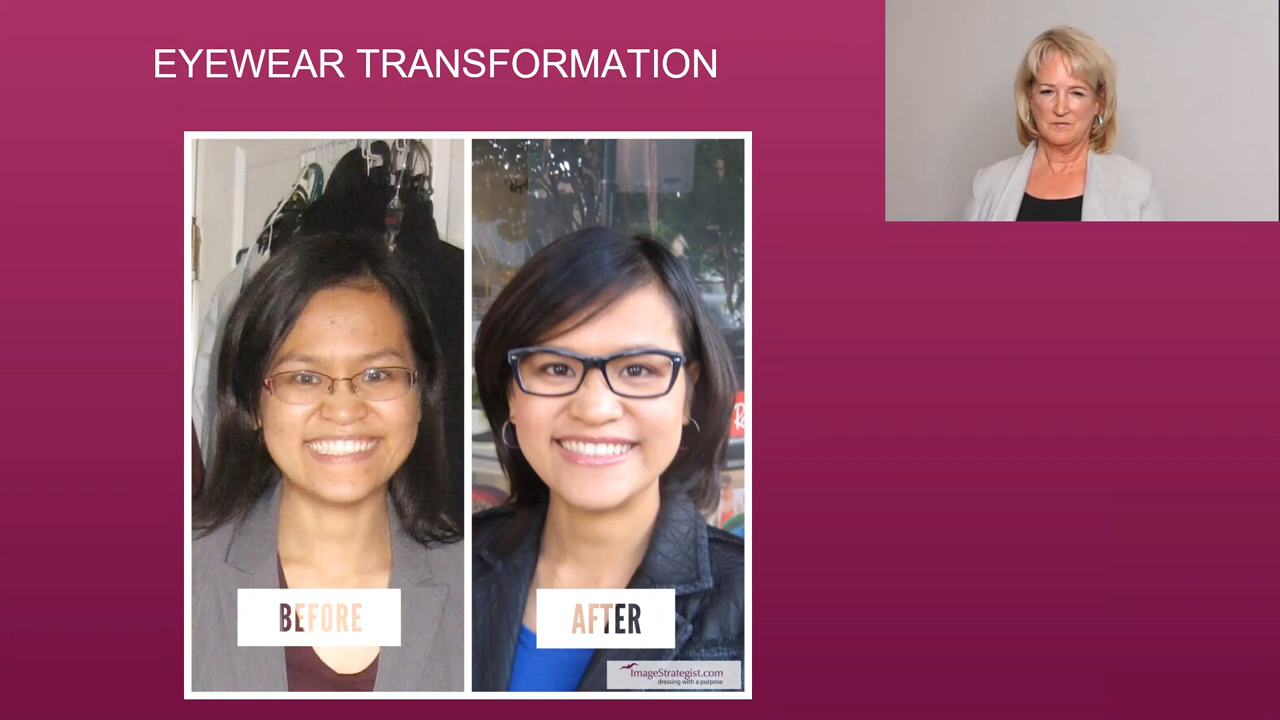 EYEWEAR TRANSFORMATION
BEFORE
AFTER
ImageStrategist.com
dressing with a purpose